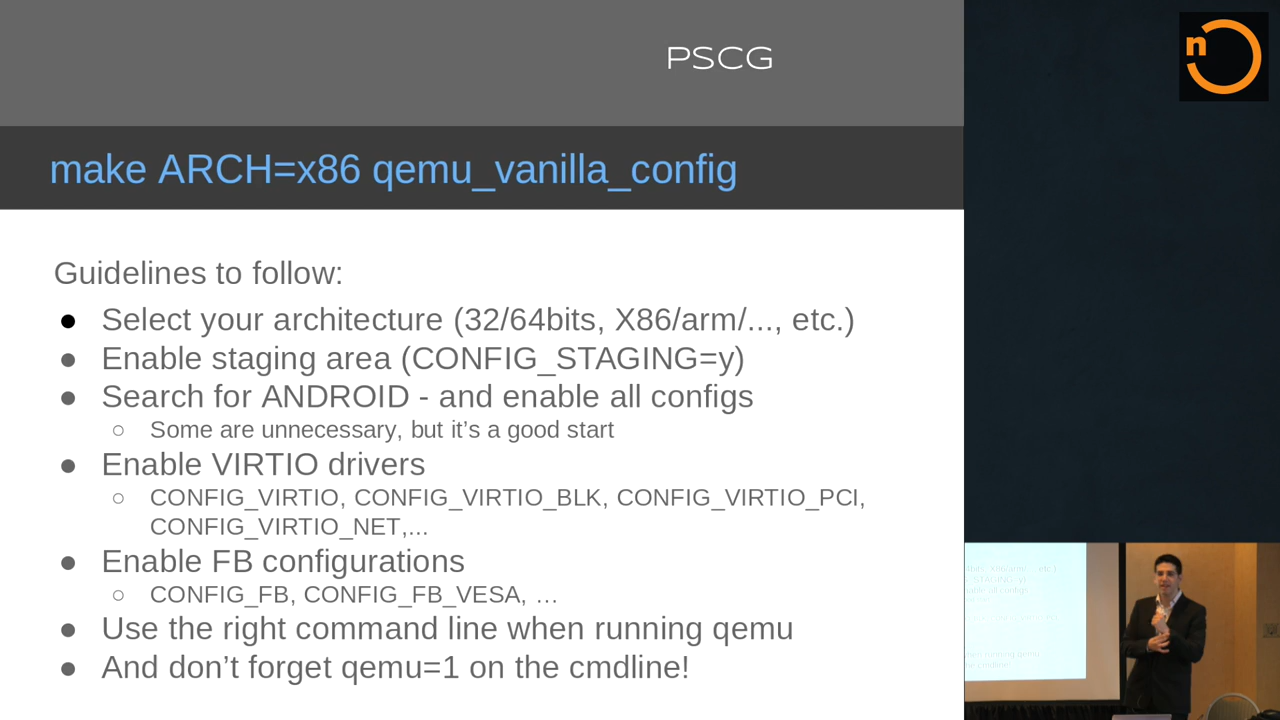 PSCG
n
make ARCH=x86 qemu_vanilla_config
Guidelines to follow:
● Select your architecture (32/64bits, X86/arm/..., etc.)
● Enable staging area (CONFIG_STAGING=y)
● Search for ANDROID - and enable all configs
○ Some are unnecessary, but it’s a good start
● Enable VIRTIO drivers
○ CONFIG_VIRTIO, CONFIG_VIRTIO_BLK, CONFIG_VIRTIO_PCI,
CONFIG_VIRTIO_NET,...
● Enable FB configurations
○ CONFIG_FB, CONFIG_FB_VESA, …
● Use the right command line when running qemu
● And don’t forget qemu=1 on the cmdline!